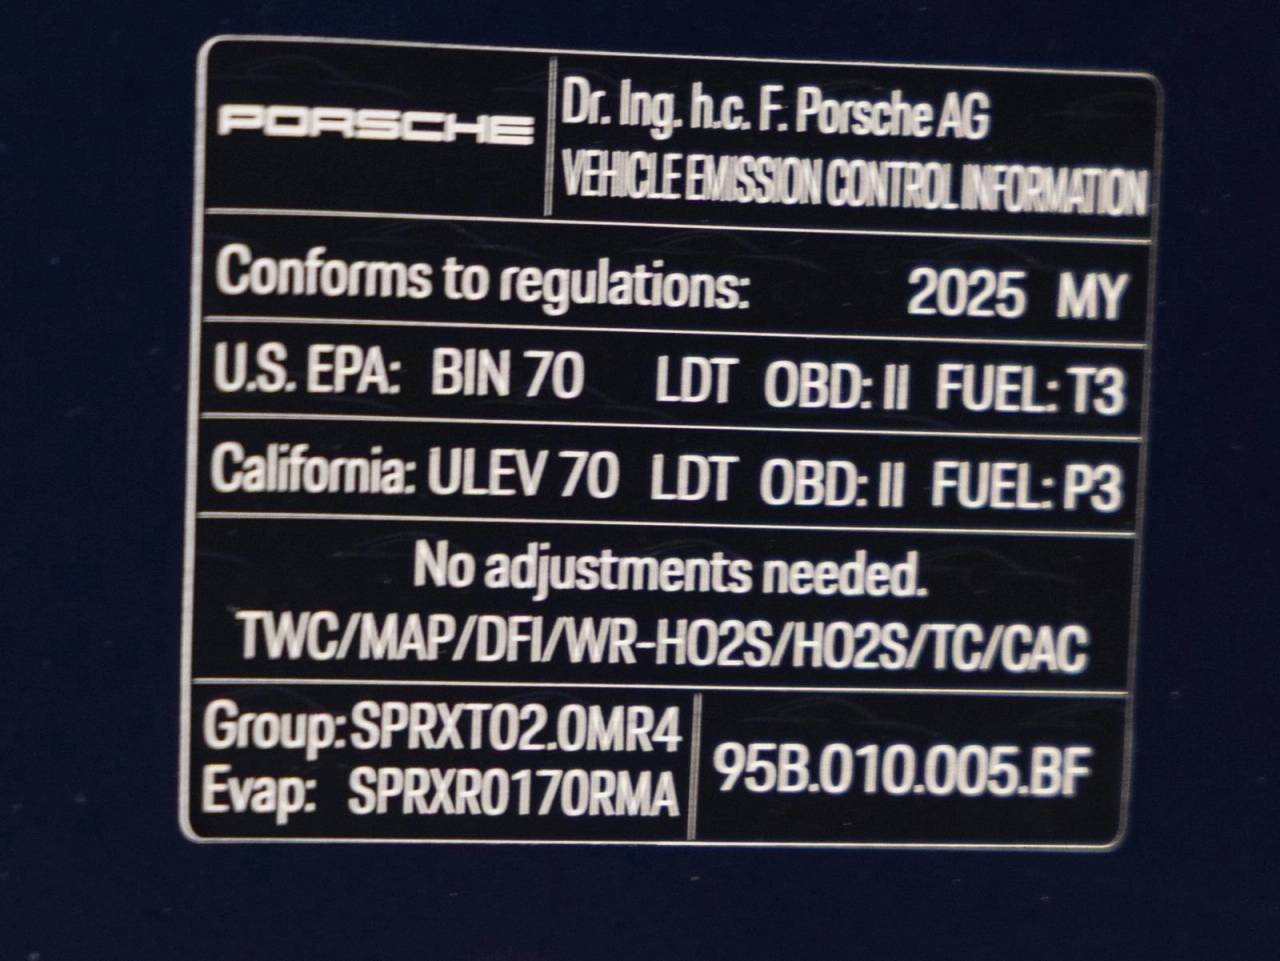 PORSCHE
Dr. Ing. h.c. F. Porsche AG
VEHICLE EMISSION CONTROL INFORMATION
Conforms to regulations: 2025 MY
U.S. EPA: BIN 70 LDT OBD: II FUEL: T3
California: ULEV 70 LDT OBD: II FUEL: P3
No adjustments needed.
TWC/MAP/DFI/WR-HO2S/HO2S/TC/CAC
Group: SPRXT02.0MR4
Evap: SPRXR0170RMA
95B.010.005.BF